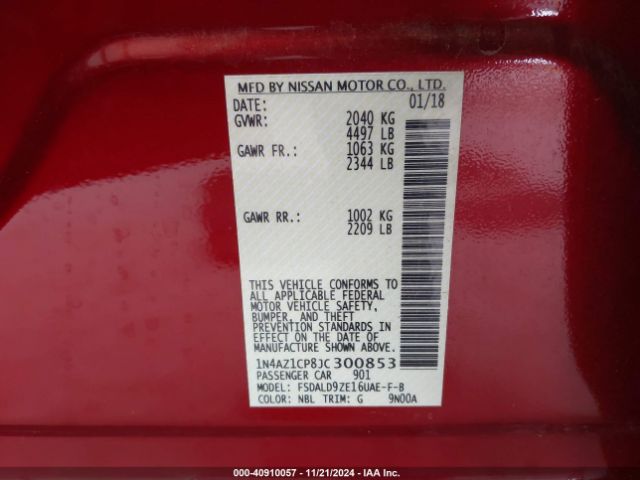 MFD BY NISSAN MOTOR CO., LTD.
DATE: 01/18
GVWR: 2040 KG
4497 LB
GAWR FR.: 1063 KG
2344 LB
GAWR RR.: 1002 KG
2209 LB
THIS VEHICLE CONFORMS TO
ALL APPLICABLE FEDERAL
MOTOR VEHICLE SAFETY,
BUMPER, AND THEFT
PREVENTION STANDARDS IN
EFFECT ON THE DATE OF
MANUFACTURE SHOWN ABOVE.
1N4AZ1CP8JC300853
PASSENGER CAR 901
MODEL: FSDALD9ZE16UAE-F-B
COLOR: NBL TRIM: G 9N00A
000-40910057 - 11/21/2024 - IAAI.com